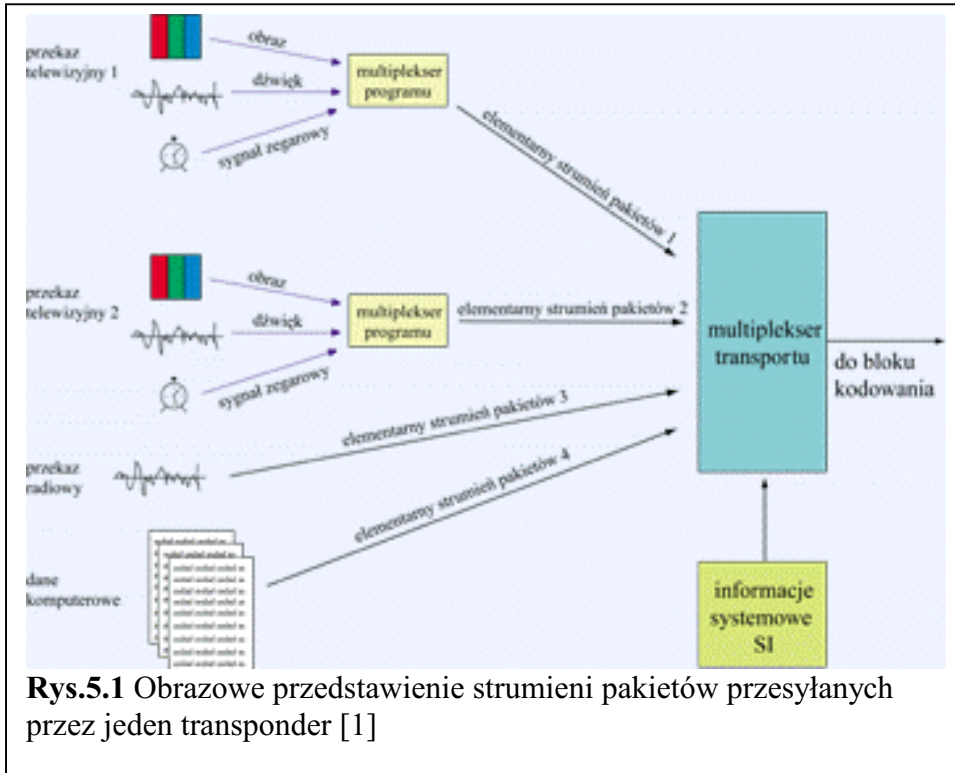 przekaz
telewizyjny 1
obraz
dźwięk
sygnał zegarowy
multiplekser
programu
elementarny strumień pakietów 1
przekaz
telewizyjny 2
obraz
dźwięk
sygnał zegarowy
multiplekser
programu
elementarny strumień pakietów 2
multiplekser
transportu
do bloku
kodowania
przekaz
radiowy
elementarny strumień pakietów 3
elementarny strumień pakietów 4
dane
komputerowe
informacje
systemowe
SI
Rys.5.1 Obrazowe przedstawienie strumieni pakietów przesyłanych
przez jeden transponder [1]